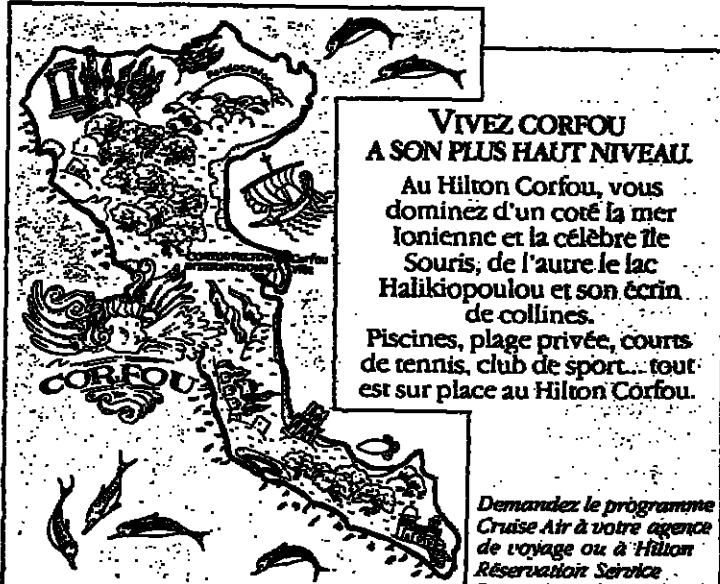 VIVEZ CORFOU
A SON PLUS HAUT NIVEAU.
Au Hilton Corfou, vous
dominez d'un coté la mer
Ionienne et la célèbre île
Souris, de l'autre le lac
Halikiopoulou et son écrin
de collines.
Piscines, plage privée, courts
de tennis, club de sport... tout
est sur place au Hilton Corfou.
CORFOU
Demandez le programme
Cruise Air à votre agence
de voyage ou à Hilton
Réservation Service